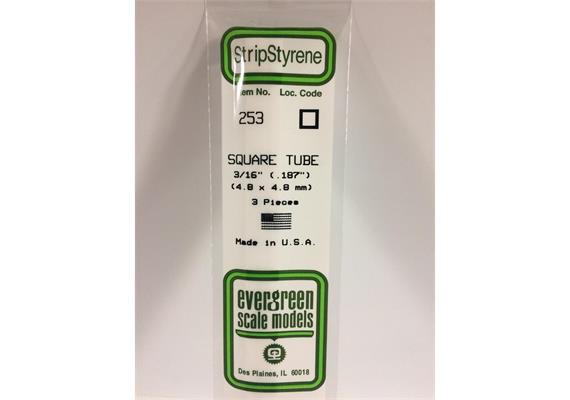 StripStyrene
Item No. Loc. Code
253
SQUARE TUBE
3/16" (.187")
(4.8 x 4.8 mm)
3 Pieces
Made in U.S.A.
evergreen
scale models
Des Plaines, IL 60018